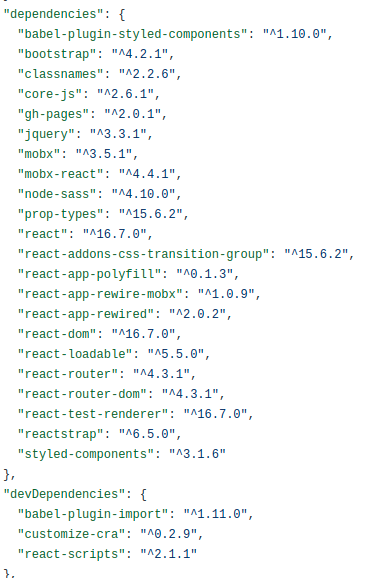 "dependencies": {
"babel-plugin-styled-components": "^1.10.0",
"bootstrap": "^4.2.1",
"classnames": "^2.2.6",
"core-js": "^2.6.1",
"gh-pages": "^2.0.1",
"jquery": "^3.3.1",
"mobx": "^3.5.1",
"mobx-react": "^4.4.1",
"node-sass": "^4.10.0",
"prop-types": "^15.6.2",
"react": "^16.7.0",
"react-addons-css-transition-group": "^15.6.2",
"react-app-polyfill": "^0.1.3",
"react-app-rewire-mobx": "^1.0.9",
"react-app-rewired": "^2.0.2",
"react-dom": "^16.7.0",
"react-loadable": "^5.5.0",
"react-router": "^4.3.1",
"react-router-dom": "^4.3.1",
"react-test-renderer": "^16.7.0",
"reactstrap": "^6.5.0",
"styled-components": "^3.1.6"
},
"devDependencies": {
"babel-plugin-import": "^1.11.0",
"customize-cra": "^0.2.9",
"react-scripts": "^2.1.1"
},